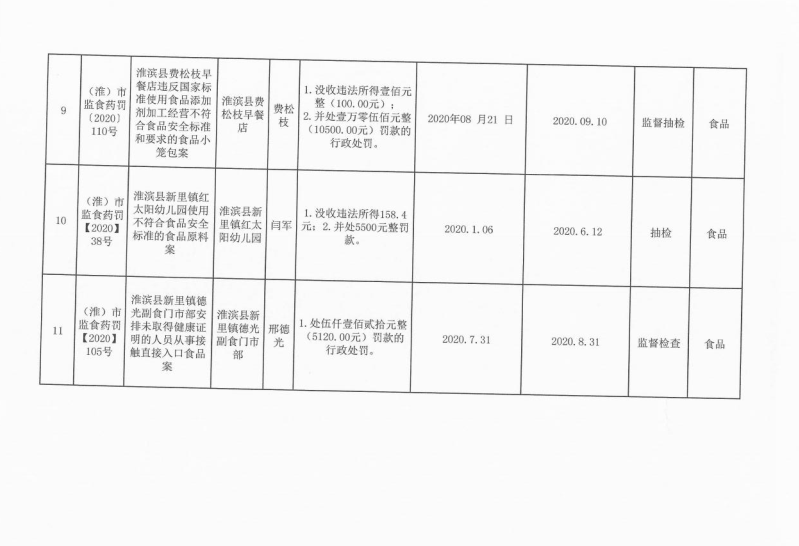 9
（淮）市
监食药罚
〔2020〕
110号
淮滨县费松枝早
餐店违反国家标
准使用食品添加
剂加工经营不符
合食品安全标准
和要求的食品小
笼包案
淮滨县费
松枝早餐
店
费松
枝
1.没收违法所得壹佰元
整（100.00元）；
2.并处壹万零伍佰元整
（10500.00元）罚款的
行政处罚。
2020年08 月21 日
2020.09.10
监督抽检
食品
10
（淮）市
监食药罚
【2020】
38号
淮滨县新里镇红
太阳幼儿园使用
不符合食品安全
标准的食品原料
案
淮滨县新
里镇红太
阳幼儿园
闫军
1.没收违法所得158.4
元；2.并处5500元整罚
款。
2020.1.06
2020.6.12
抽检
食品
11
（淮）市
监食药罚
【2020】
105号
淮滨县新里镇德
光副食门市部安
排未取得健康证
明的人员从事接
触直接入口食品
案
淮滨县新
里镇德光
副食门市
部
邢德
光
1.处伍仟壹佰贰拾元整
（5120.00元）罚款的
行政处罚。
2020.7.31
2020.8.31
监督检查
食品